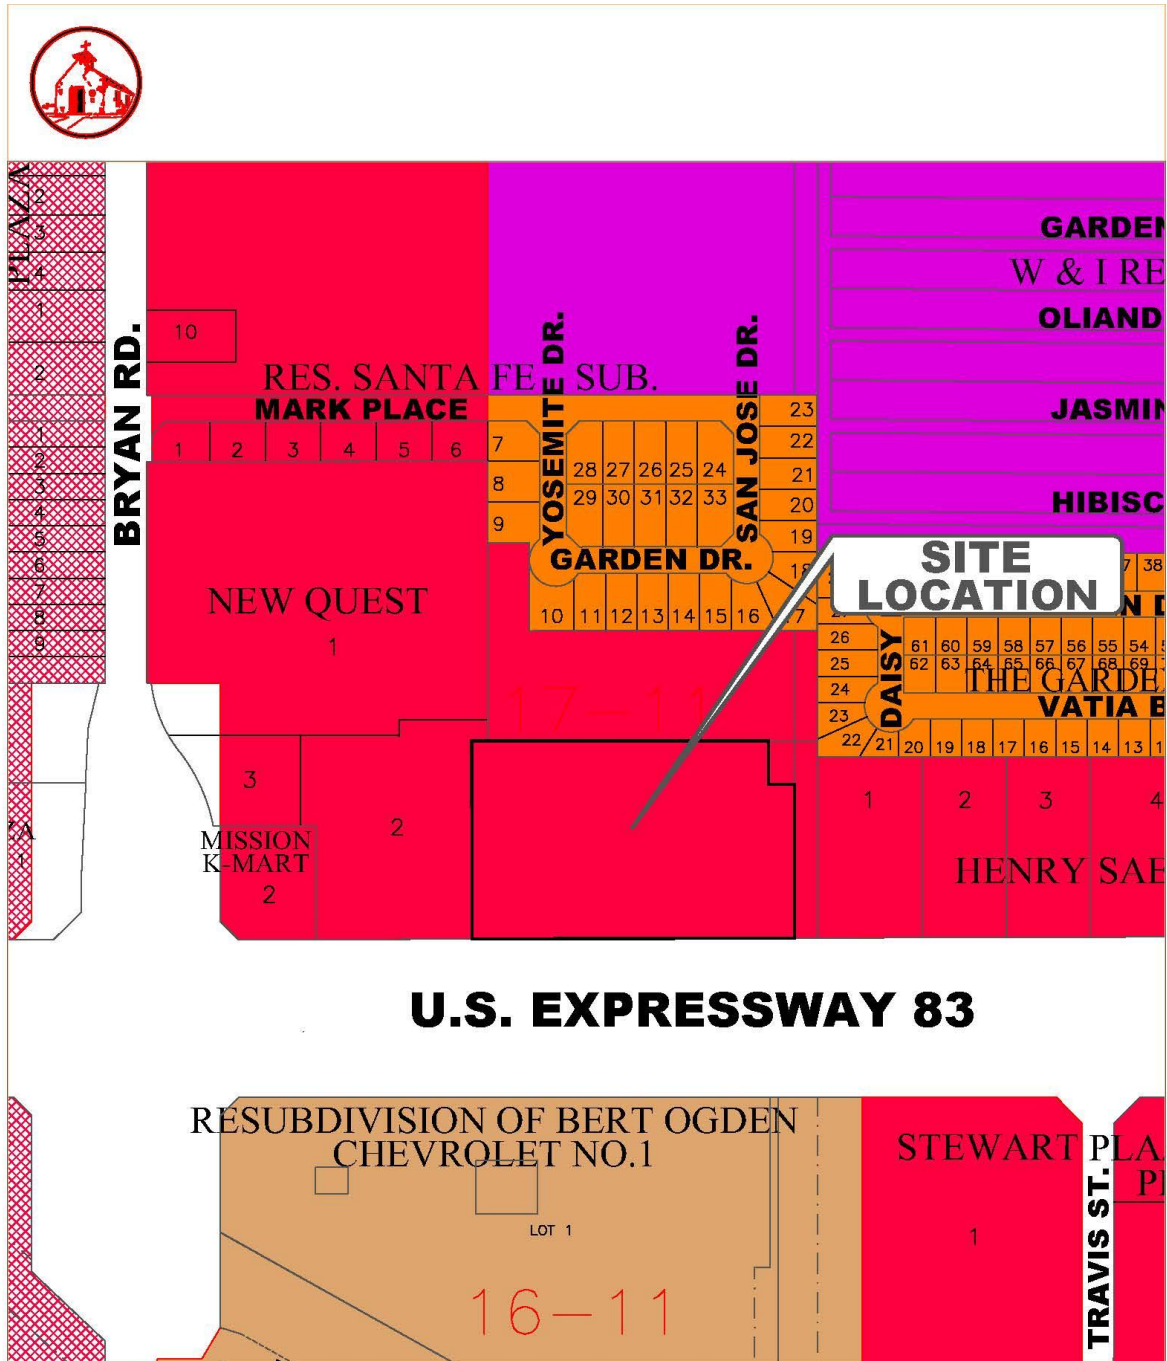 PLAZA
2
3
4
1
2
1
2
3
4
5
6
7
8
9
BRYAN RD.
10
RES. SANTA FE SUB.
MARK PLACE
1 2 3 4 5 6
7
8
9
YOSEMITE DR.
SAN JOSE DR.
28 27 26 25 24
29 30 31 32 33
23
22
21
20
19
18
17
GARDEN DR.
10 11 12 13 14 15 16
GARDEN
W & I RE
OLIAND
JASMIN
HIBISC
SITE
LOCATION
38
N D
26
25
24
23
22 21 20 19 18 17 16 15 14 13
DAISY
61 60 59 58 57 56 55 54
62 63 64 65 66 67 68 69
THE GARDE
VATIA B
NEW QUEST
1
17-11
3
2
MISSION
K-MART
2
1
1 2 3 4
HENRY SAE
U.S. EXPRESSWAY 83
RESUBDIVISION OF BERT OGDEN
CHEVROLET NO.1
LOT 1
16-11
STEWART PLA
1
TRAVIS ST.